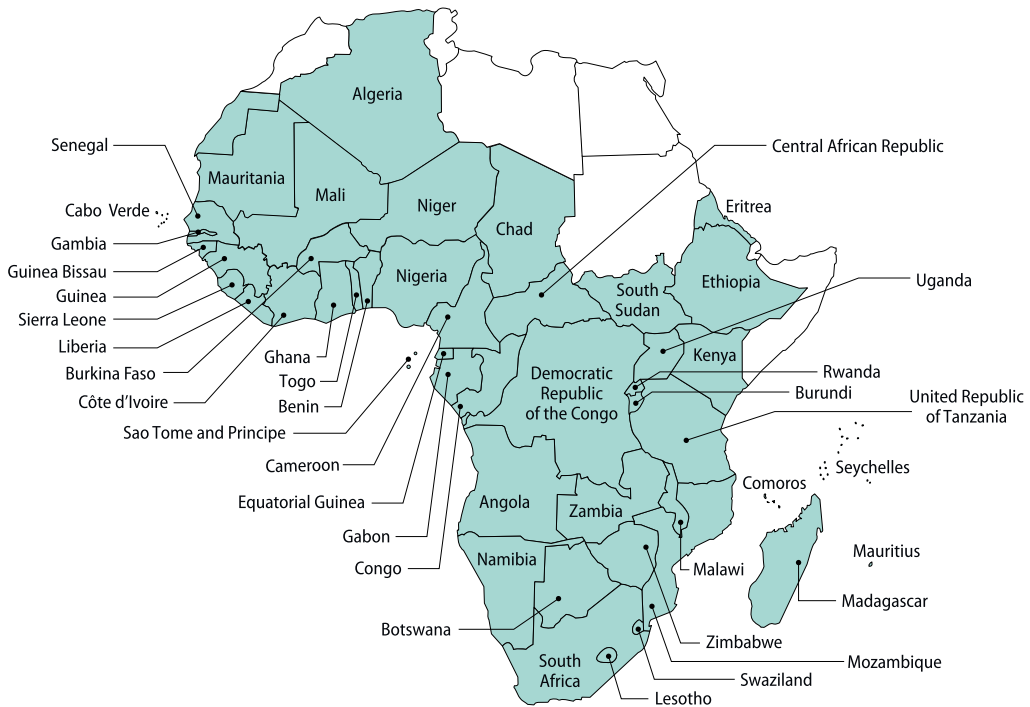 Algeria
Senegal
Central African Republic
Mauritania
Mali
Cabo Verde
Niger
Eritrea
Chad
Gambia
Guinea Bissau
Nigeria
Ethiopia
Uganda
Guinea
South
Sudan
Sierra Leone
Liberia
Ghana
Kenya
Burkina Faso
Togo
Democratic
Republic
of the Congo
Rwanda
Burundi
Côte d’Ivoire
Benin
United Republic
of Tanzania
Sao Tome and Principe
Cameroon
Seychelles
Comoros
Equatorial Guinea
Angola
Zambia
Gabon
Mauritius
Congo
Namibia
Malawi
Madagascar
Botswana
Zimbabwe
South
Africa
Mozambique
Swaziland
Lesotho